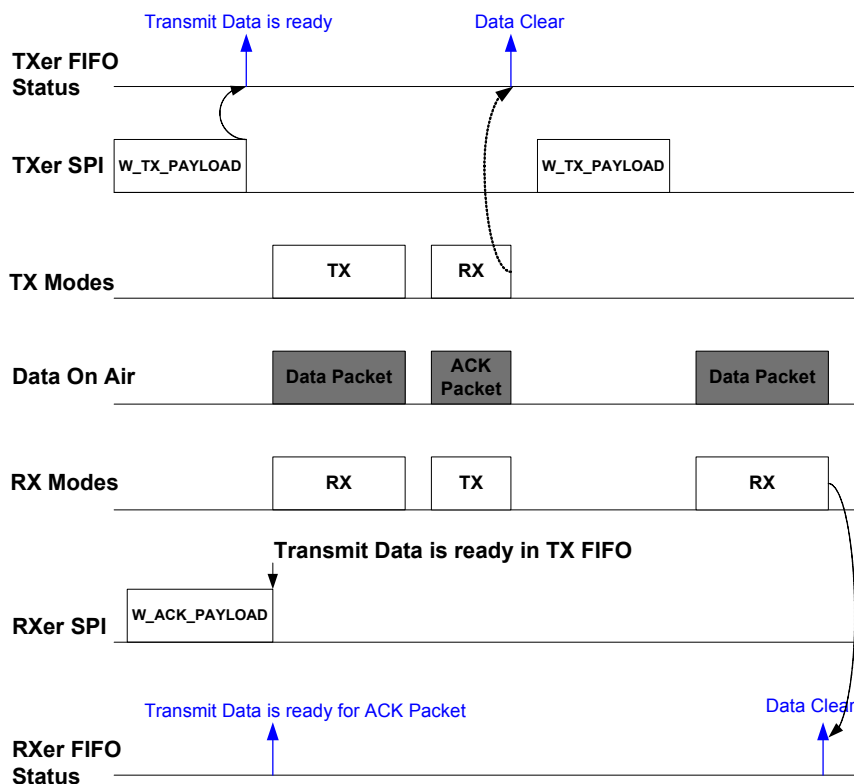 Transmit Data is ready
Data Clear
TXer FIFO
Status
TXer SPI
W_TX_PAYLOAD
W_TX_PAYLOAD
TX Modes
TX
RX
Data On Air
Data Packet
ACK
Packet
Data Packet
RX Modes
RX
TX
RX
Transmit Data is ready in TX FIFO
RXer SPI
W_ACK_PAYLOAD
Transmit Data is ready for ACK Packet
Data Clear
RXer FIFO
Status